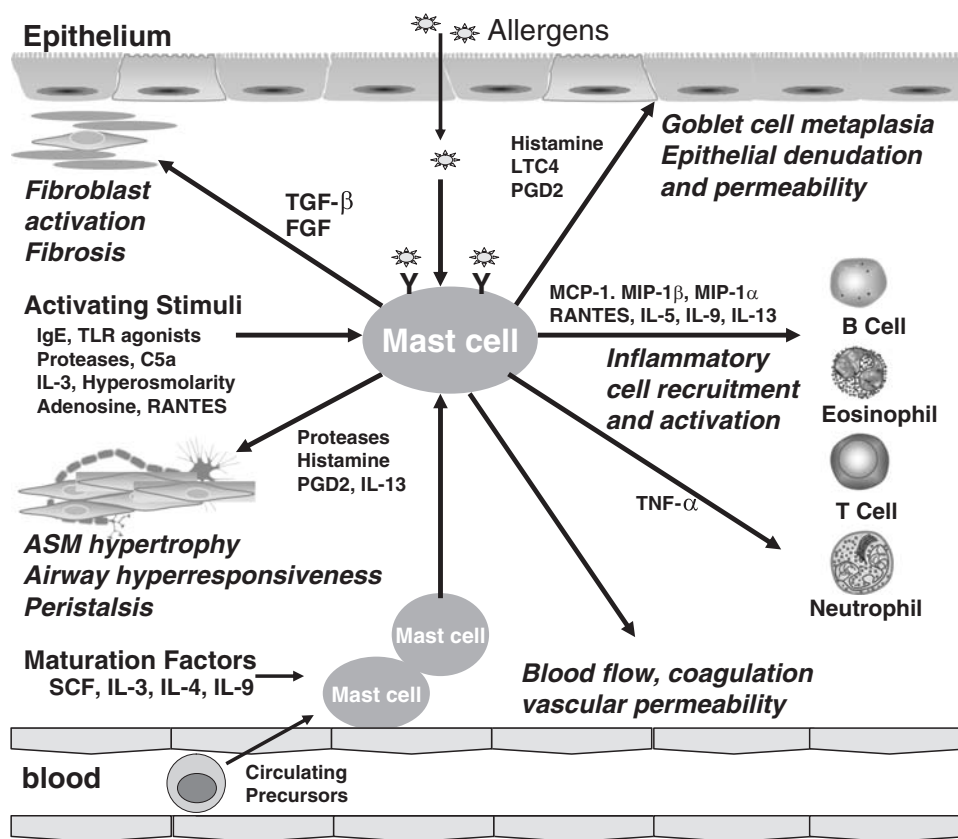 Epithelium
Allergens
Histamine
LTC4
PGD2
Goblet cell metaplasia
Epithelial denudation
and permeability
Fibroblast
activation
Fibrosis
TGF-β
FGF
Y Y
Activating Stimuli
IgE, TLR agonists
Proteases, C5a
IL-3, Hyperosmolarity
Adenosine, RANTES
Mast cell
MCP-1. MIP-1β, MIP-1α
RANTES, IL-5, IL-9, IL-13
Inflammatory
cell recruitment
and activation
B Cell
Eosinophil
T Cell
Neutrophil
Proteases
Histamine
PGD2, IL-13
TNF-α
ASM hypertrophy
Airway hyperresponsiveness
Peristalsis
Mast cell
Mast cell
Maturation Factors
SCF, IL-3, IL-4, IL-9
Blood flow, coagulation
vascular permeability
blood
Circulating
Precursors